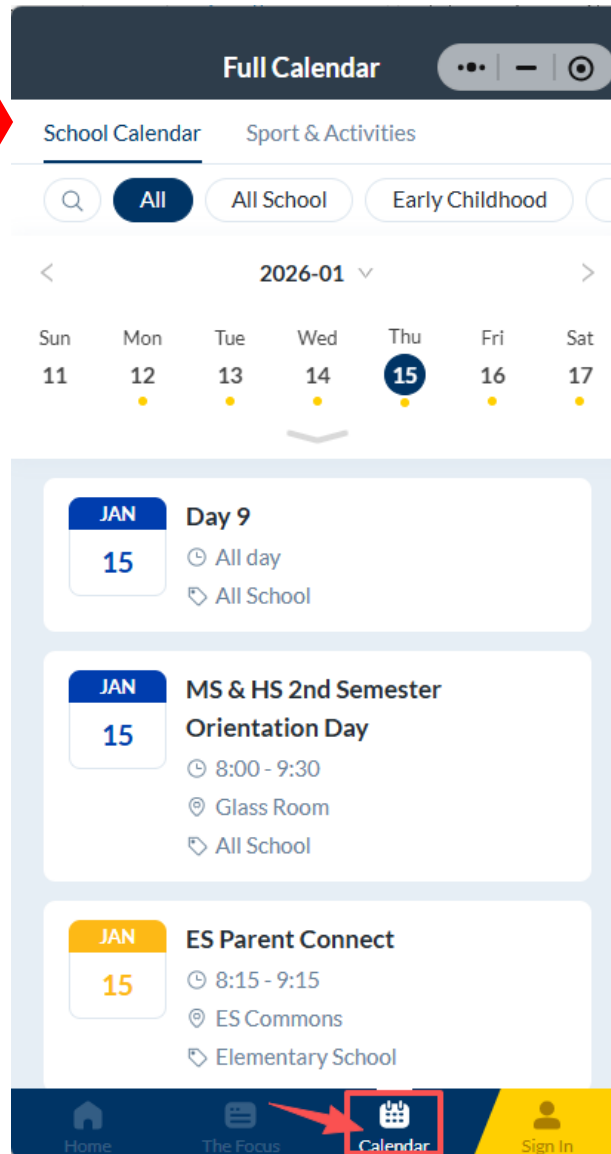 Full Calendar
School Calendar Sport & Activities
All All School Early Childhood
2026-01
Sun Mon Tue Wed Thu Fri Sat
11 12 13 14 15 16 17
JAN
15
Day 9
All day
All School
JAN
15
MS & HS 2nd Semester
Orientation Day
8:00 - 9:30
Glass Room
All School
JAN
15
ES Parent Connect
8:15 - 9:15
ES Commons
Elementary School
Home The Focus Calendar Sign In